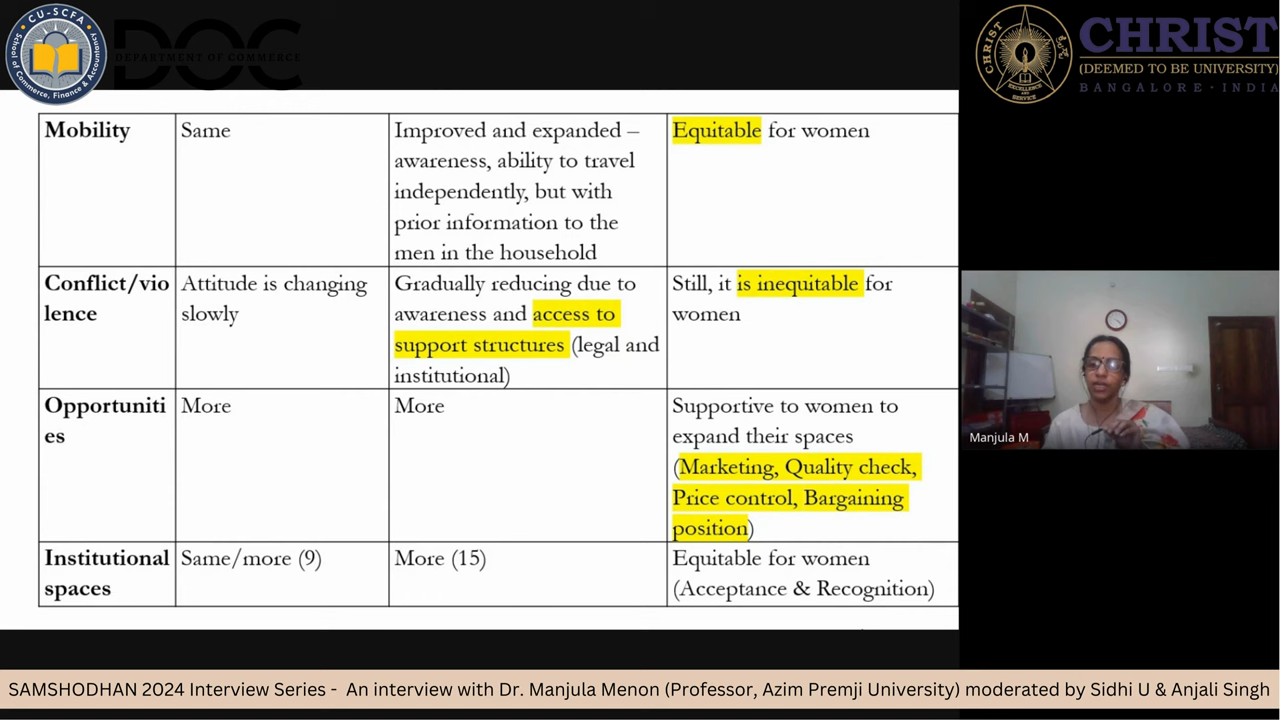 CU-SCFA
School of Commerce, Finance & Accountancy
DOC
DEPARTMENT OF COMMERCE
CHRIST
EXCELLENCE
AND
SERVICE
CHRIST
(DEEMED TO BE UNIVERSITY)
BANGALORE · INDIA
Mobility
Same
Improved and expanded –
awareness, ability to travel
independently, but with
prior information to the
men in the household
Equitable for women
Conflict/vio
lence
Attitude is changing
slowly
Gradually reducing due to
awareness and access to
support structures (legal and
institutional)
Still, it is inequitable for
women
Opportuniti
es
More
More
Supportive to women to
expand their spaces
(Marketing, Quality check,
Price control, Bargaining
position)
Institutional
spaces
Same/more (9)
More (15)
Equitable for women
(Acceptance & Recognition)
Manjula M
SAMSHODHAN 2024 Interview Series - An interview with Dr. Manjula Menon (Professor, Azim Premji University) moderated by Sidhi U & Anjali Singh